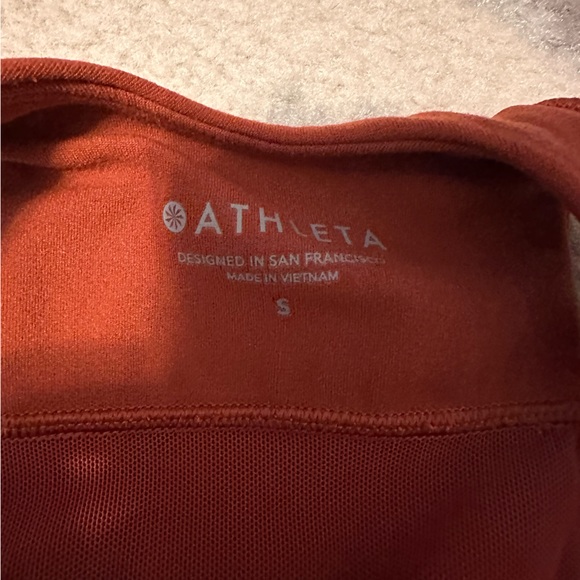 ATHLETA
DESIGNED IN SAN FRANCISCO
MADE IN VIETNAM
S